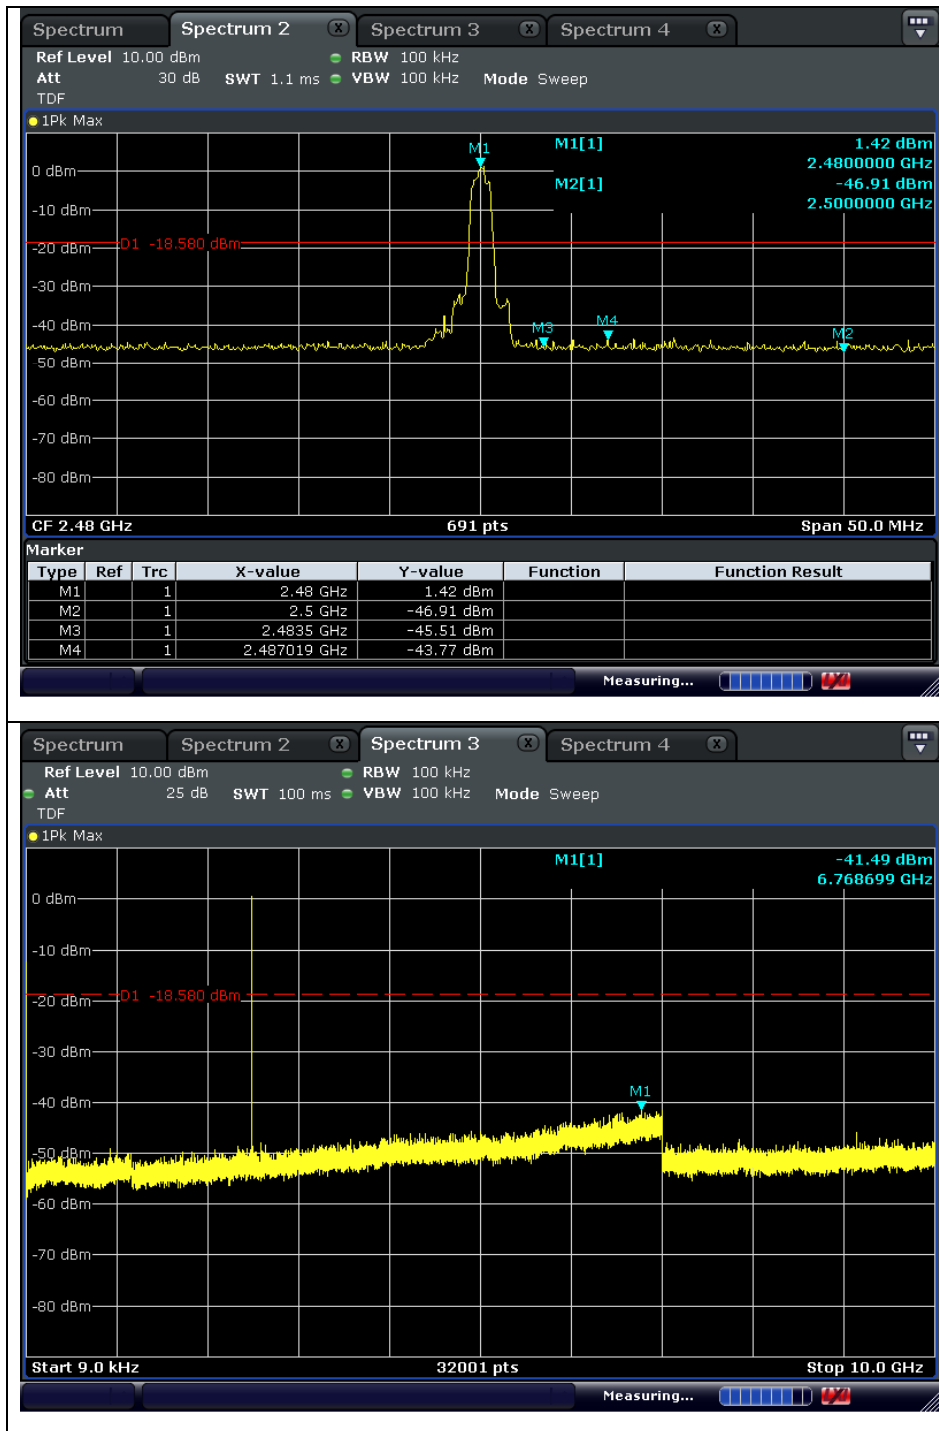 Spectrum Spectrum 2 X Spectrum 3 X Spectrum 4 X
Ref Level 10.00 dBm RBW 100 kHz
Att 30 dB SWT 1.1 ms VBW 100 kHz Mode Sweep
TDF
1Pk Max
M1[1] 1.42 dBm
2.4800000 GHz
M2[1] -46.91 dBm
2.5000000 GHz
M1
0 dBm
-10 dBm
D1 -18.580 dBm
-20 dBm
-30 dBm
-40 dBm
M3 M4 M2
-50 dBm
-60 dBm
-70 dBm
-80 dBm
CF 2.48 GHz 691 pts Span 50.0 MHz
Marker
Type Ref Trc X-value Y-value Function Function Result
M1 1 2.48 GHz 1.42 dBm
M2 1 2.5 GHz -46.91 dBm
M3 1 2.4835 GHz -45.51 dBm
M4 1 2.487019 GHz -43.77 dBm
Measuring...
Spectrum Spectrum 2 X Spectrum 3 X Spectrum 4 X
Ref Level 10.00 dBm RBW 100 kHz
Att 25 dB SWT 100 ms VBW 100 kHz Mode Sweep
TDF
1Pk Max
M1[1] -41.49 dBm
6.768699 GHz
0 dBm
-10 dBm
D1 -18.580 dBm
-20 dBm
-30 dBm
M1
-40 dBm
-50 dBm
-60 dBm
-70 dBm
-80 dBm
Start 9.0 kHz 32001 pts Stop 10.0 GHz
Measuring...